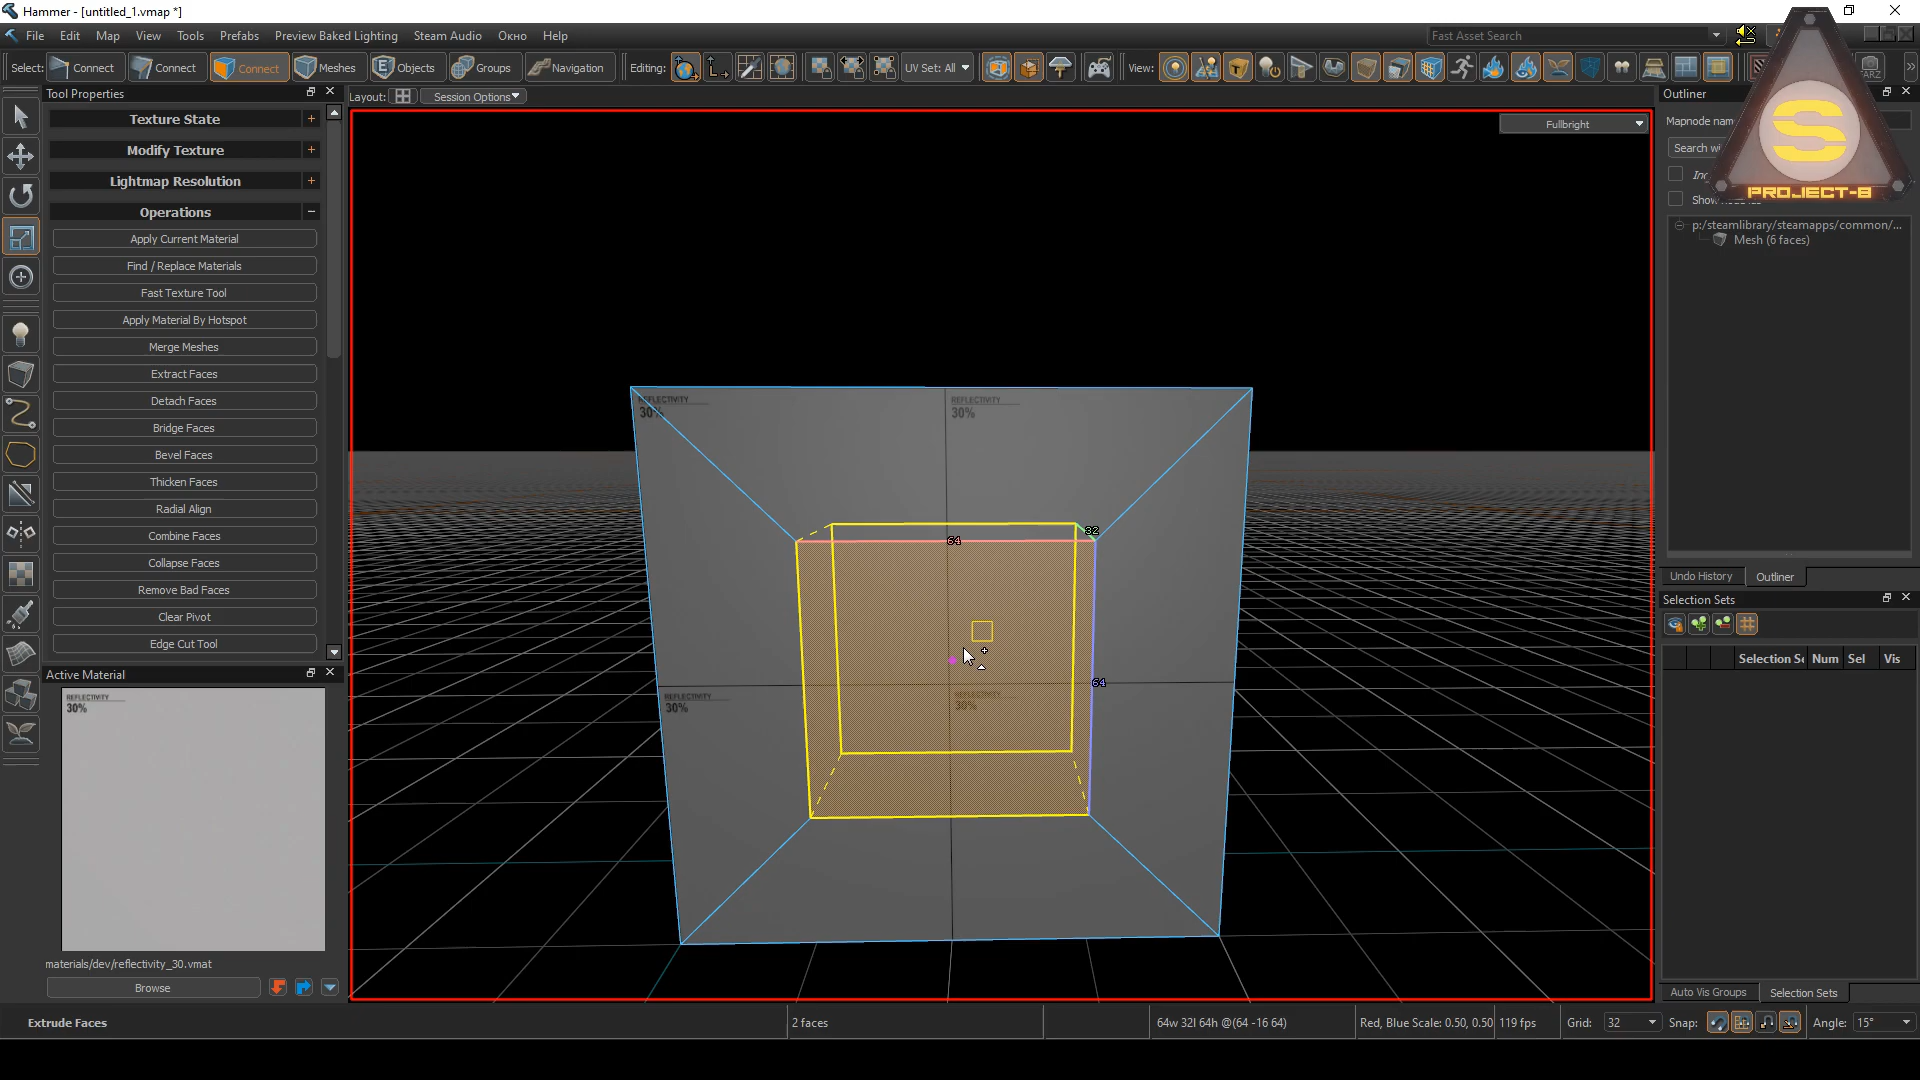 Hammer - [untitled_1.vmap *]
File Edit Map View Tools Prefabs Preview Baked Lighting Steam Audio Окно Help
Fast Asset Search
Select: Connect Connect Connect Meshes Objects Groups Navigation Editing: UV Set: All View:
Tool Properties
Layout: Session Options
Outliner
Texture State
Modify Texture
Lightmap Resolution
Operations
Apply Current Material
Find / Replace Materials
Fast Texture Tool
Apply Material By Hotspot
Merge Meshes
Extract Faces
Detach Faces
Bridge Faces
Bevel Faces
Thicken Faces
Radial Align
Combine Faces
Collapse Faces
Remove Bad Faces
Clear Pivot
Edge Cut Tool
Active Material
REFLECTIVITY
30%
materials/dev/reflectivity_30.vmat
Browse
Fullbright
REFLECTIVITY
30%
REFLECTIVITY
30%
32
64
64
REFLECTIVITY
30%
REFLECTIVITY
30%
Mapnode
Search
S
PROJECT-8
p:/steamlibrary/steamapps/common/...
Mesh (6 faces)
Undo History Outliner
Selection Sets
Selection Num Sel Vis
Auto Vis Groups Selection Sets
Extrude Faces 2 faces 64w 32l 64h @(64 -16 64) Red, Blue Scale: 0.50, 0.50 119 fps Grid: 32 Snap: Angle: 15°